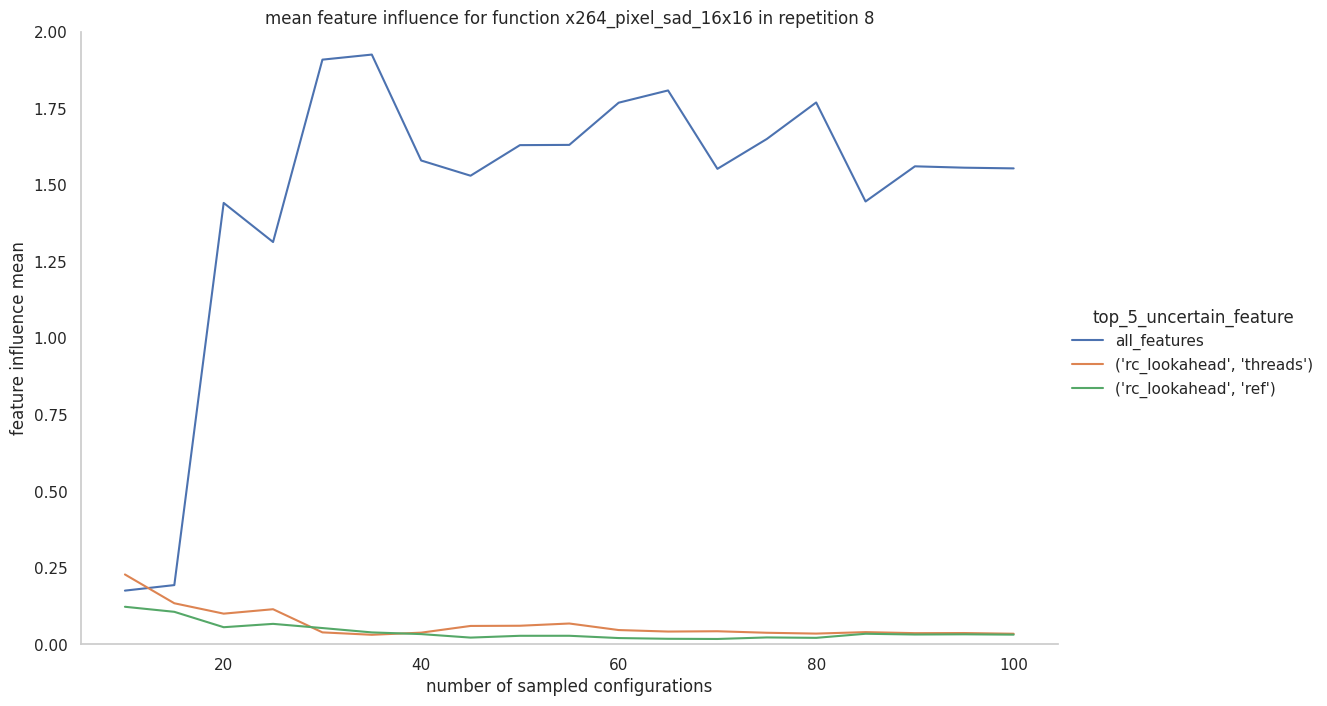 mean feature influence for function x264_pixel_sad_16x16 in repetition 8
2.00
1.75
1.50
1.25
1.00
0.75
0.50
0.25
0.00
feature influence mean
20
40
60
80
100
number of sampled configurations
top_5_uncertain_feature
all_features
('rc_lookahead', 'threads')
('rc_lookahead', 'ref')